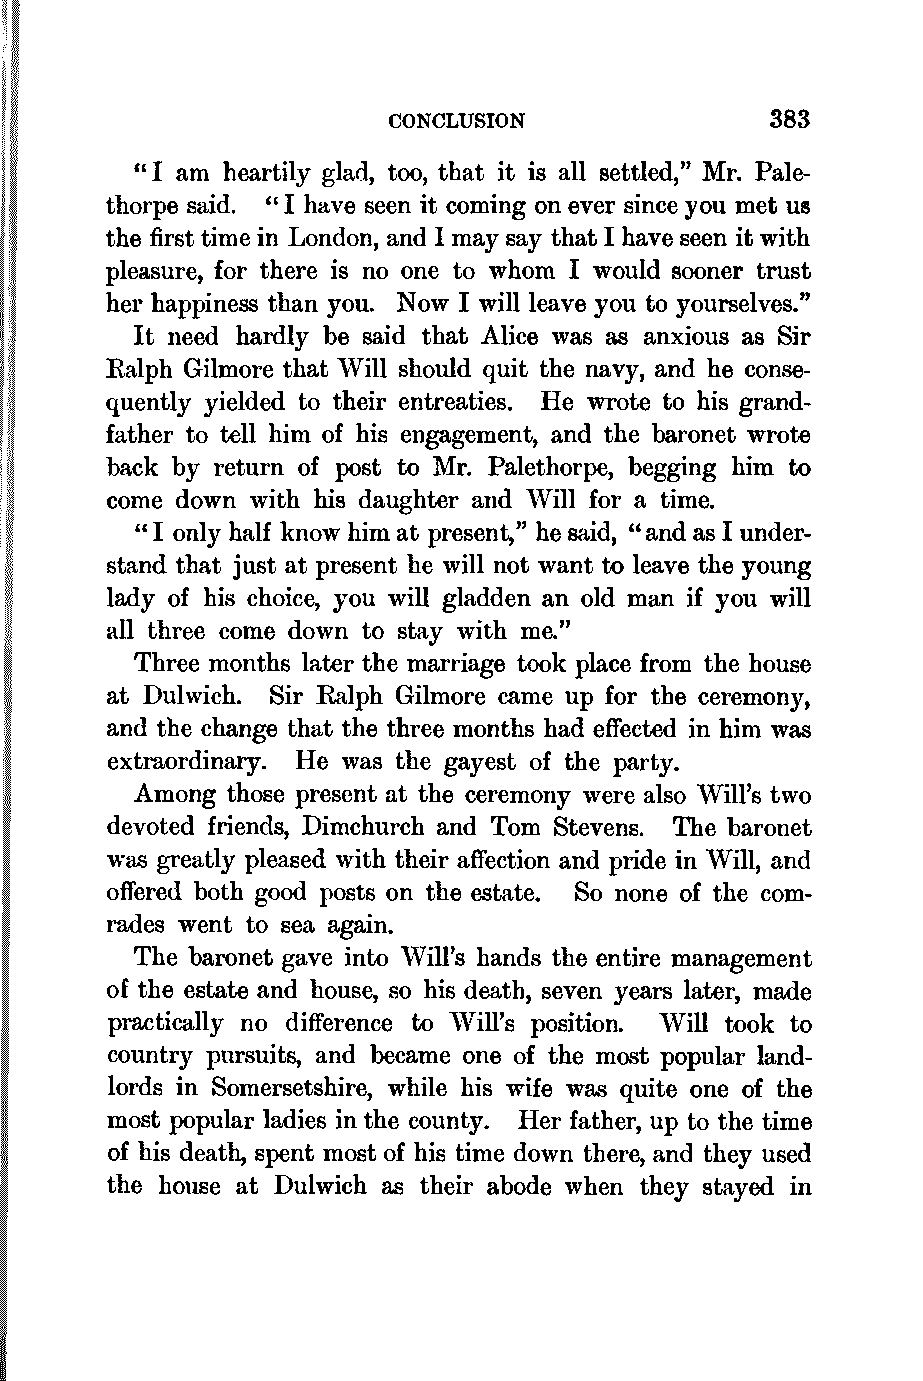 CONCLUSION 383
“I am heartily glad, too, that it is all settled,” Mr. Pale-
thorpe said. “I have seen it coming on ever since you met us
the first time in London, and I may say that I have seen it with
pleasure, for there is no one to whom I would sooner trust
her happiness than you. Now I will leave you to yourselves.”
It need hardly be said that Alice was as anxious as Sir
Ralph Gilmore that Will should quit the navy, and he conse-
quently yielded to their entreaties. He wrote to his grand-
father to tell him of his engagement, and the baronet wrote
back by return of post to Mr. Palethorpe, begging him to
come down with his daughter and Will for a time.
“I only half know him at present,” he said, “and as I under-
stand that just at present he will not want to leave the young
lady of his choice, you will gladden an old man if you will
all three come down to stay with me.”
Three months later the marriage took place from the house
at Dulwich. Sir Ralph Gilmore came up for the ceremony,
and the change that the three months had effected in him was
extraordinary. He was the gayest of the party.
Among those present at the ceremony were also Will’s two
devoted friends, Dimchurch and Tom Stevens. The baronet
was greatly pleased with their affection and pride in Will, and
offered both good posts on the estate. So none of the com-
rades went to sea again.
The baronet gave into Will’s hands the entire management
of the estate and house, so his death, seven years later, made
practically no difference to Will’s position. Will took to
country pursuits, and became one of the most popular land-
lords in Somersetshire, while his wife was quite one of the
most popular ladies in the county. Her father, up to the time
of his death, spent most of his time down there, and they used
the house at Dulwich as their abode when they stayed in